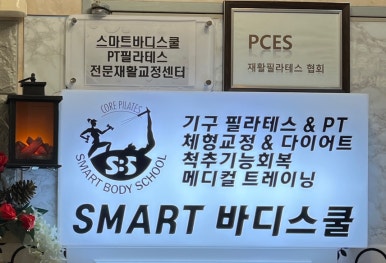 스마트바디스쿨
PT필라테스
전문재활교정센터
PCES
재활필라테스 협회
CORE PILATES
SBS
SMART BODY SCHOOL
기구 필라테스 & PT
체형교정 & 다이어트
척추기능회복
메디컬 트레이닝
SMART 바디스쿨